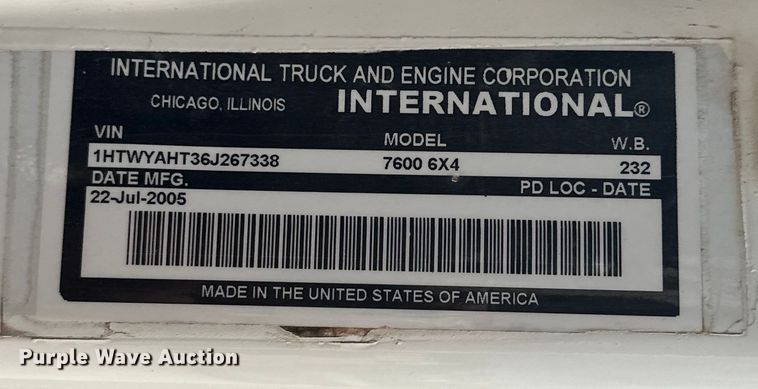 INTERNATIONAL TRUCK AND ENGINE CORPORATION
CHICAGO, ILLINOIS INTERNATIONAL®
VIN MODEL W.B.
1HTWYAHT36J267338 7600 6X4 232
DATE MFG. PD LOC - DATE
22-Jul-2005
MADE IN THE UNITED STATES OF AMERICA
Purple Wave Auction